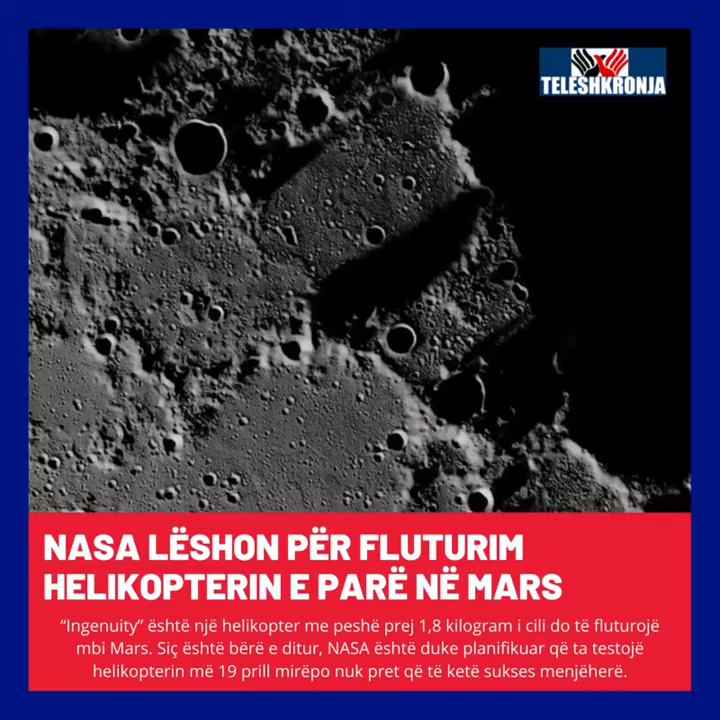 TELESHKRONJA
NASA LËSHON PËR FLUTURIM
HELIKOPTERIN E PARË NË MARS
“Ingenuity” është një helikopter me peshë prej 1,8 kilogram i cili do të fluturojë
mbi Mars. Siç është bërë e ditur, NASA është duke planifikuar që ta testojë
helikopterin më 19 prill mirëpo nuk pret që të ketë sukses menjëherë.